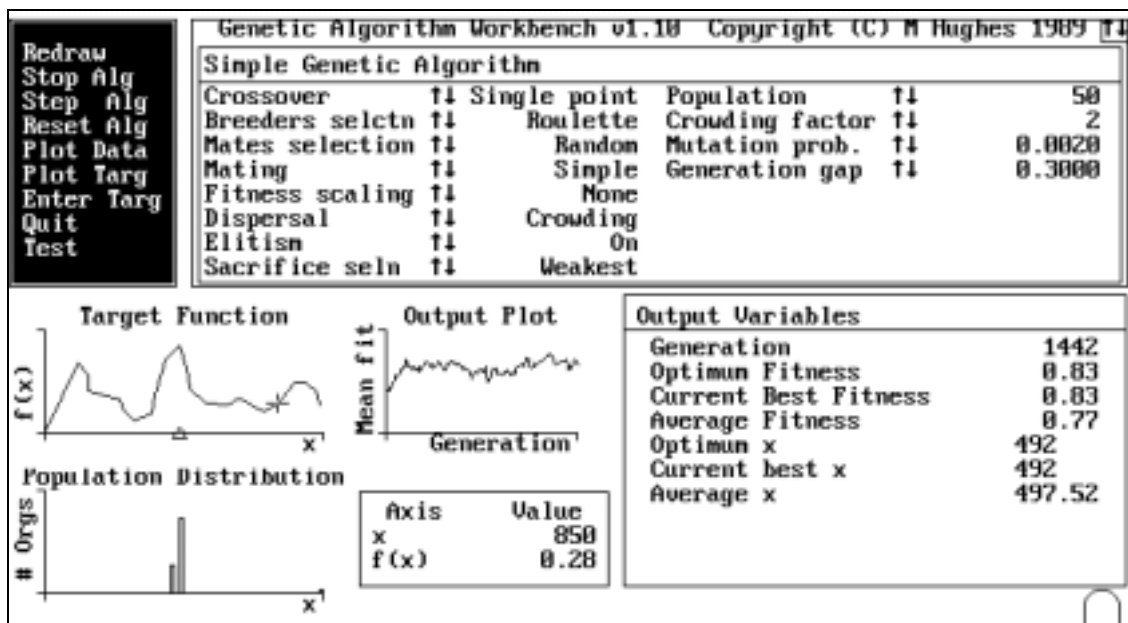 Genetic Algorithm Workbench v1.10 Copyright (C) M Hughes 1989 ↑↓
Redraw
Stop Alg
Step Alg
Reset Alg
Plot Data
Plot Targ
Enter Targ
Quit
Test
Simple Genetic Algorithm
Crossover ↑↓ Single point Population ↑↓ 50
Breeders selctn ↑↓ Roulette Crowding factor ↑↓ 2
Mates selection ↑↓ Random Mutation prob. ↑↓ 0.0020
Mating ↑↓ Simple Generation gap ↑↓ 0.3000
Fitness scaling ↑↓ None
Dispersal ↑↓ Crowding
Elitism ↑↓ On
Sacrifice seln ↑↓ Weakest
Target Function
f(x)
x
Output Plot
Mean fit
Generation
Population Distribution
# Orgs
x
Axis Value
x 850
f(x) 0.28
Output Variables
Generation 1442
Optimum Fitness 0.83
Current Best Fitness 0.83
Average Fitness 0.77
Optimum x 492
Current best x 492
Average x 497.52